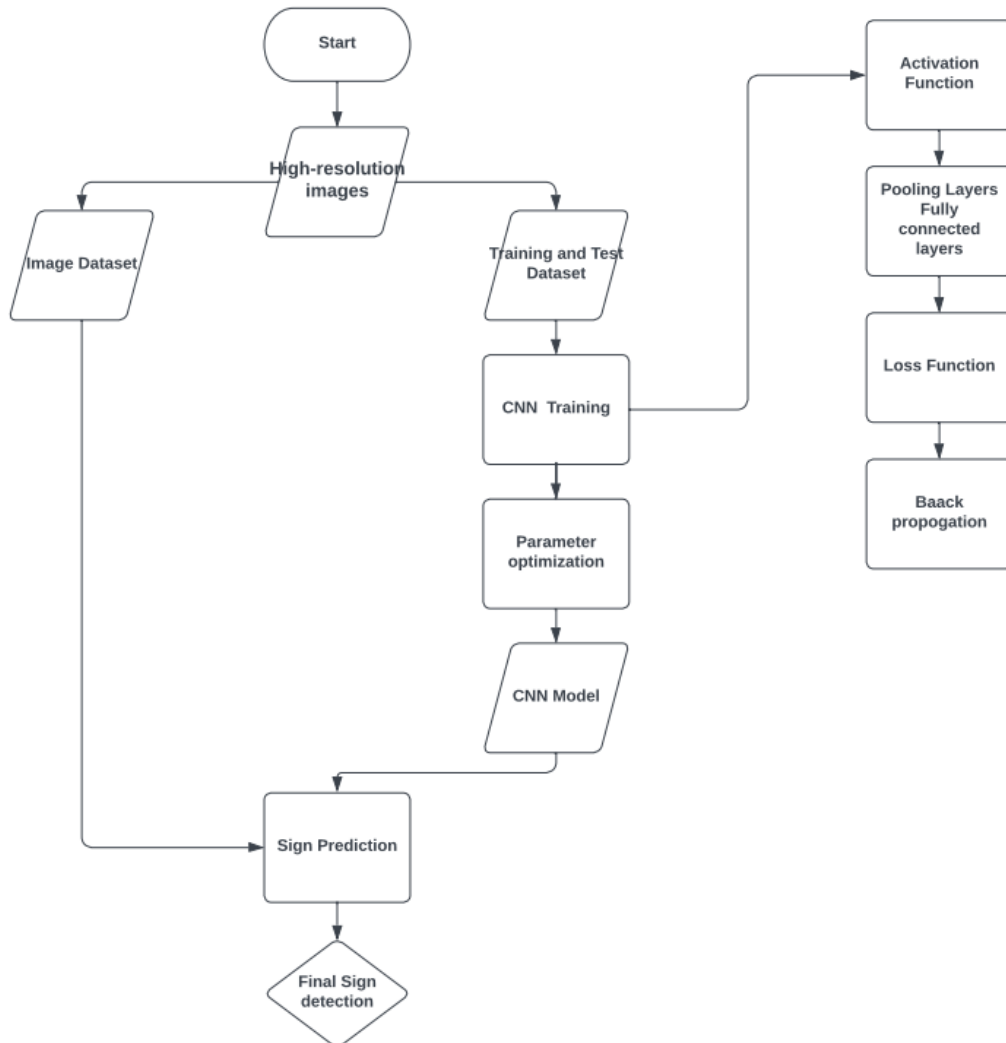 Start
High-resolution
images
Image Dataset
Training and Test
Dataset
CNN  Training
Parameter
optimization
CNN Model
Sign Prediction
Final Sign
detection
Activation
Function
Pooling Layers
Fully
connected
layers
Loss Function
Baack
propogation